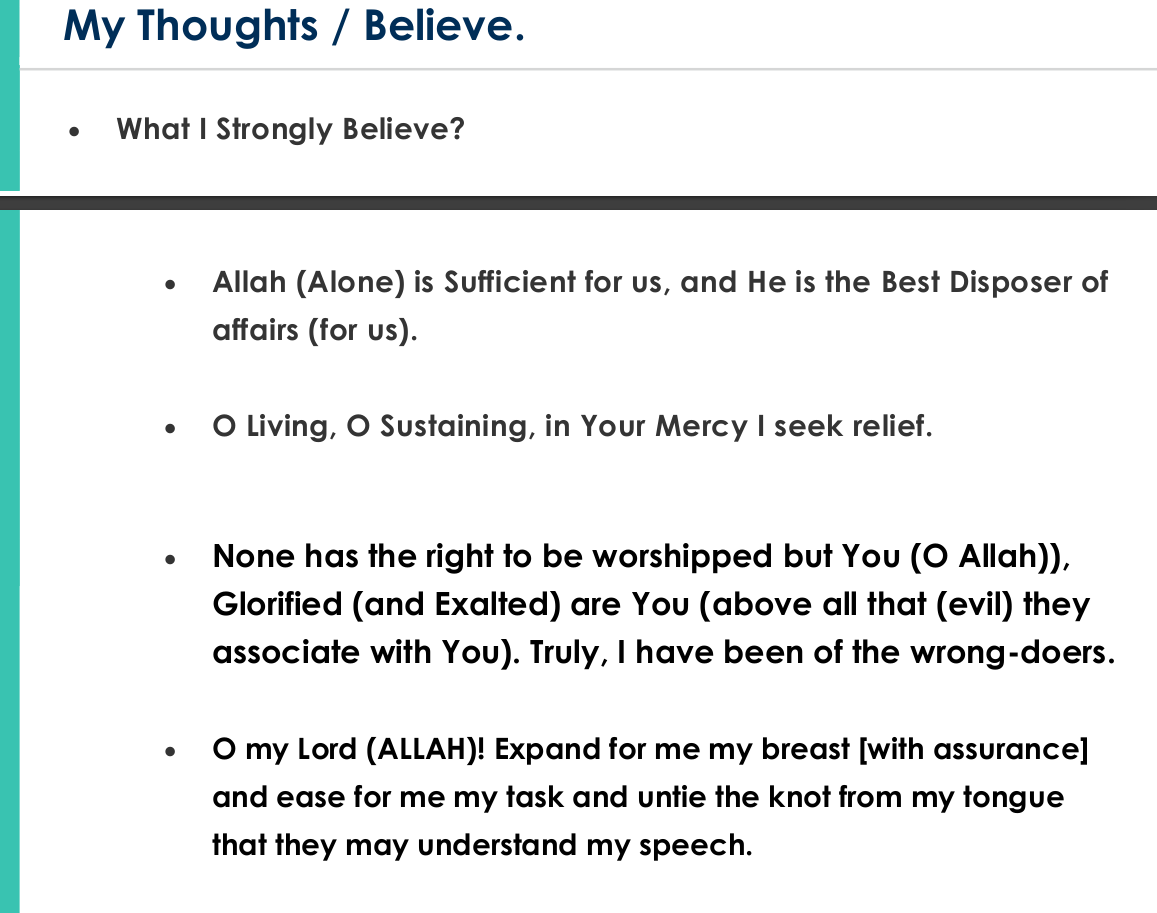 My Thoughts / Believe.
• What I Strongly Believe?
• Allah (Alone) is Sufficient for us, and He is the Best Disposer of
affairs (for us).
• O Living, O Sustaining, in Your Mercy I seek relief.
• None has the right to be worshipped but You (O Allah)),
Glorified (and Exalted) are You (above all that (evil) they
associate with You). Truly, I have been of the wrong-doers.
• O my Lord (ALLAH)! Expand for me my breast [with assurance]
and ease for me my task and untie the knot from my tongue
that they may understand my speech.